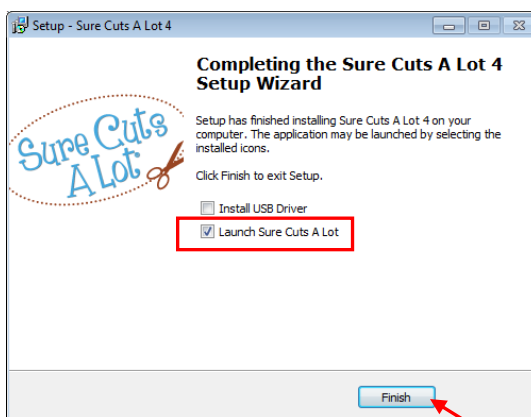 Setup - Sure Cuts A Lot 4
Completing the Sure Cuts A Lot 4
Setup Wizard
Setup has finished installing Sure Cuts A Lot 4 on your
computer. The application may be launched by selecting the
installed icons.
Click Finish to exit Setup.
Install USB Driver
Launch Sure Cuts A Lot
Sure Cuts
A Lot
Finish